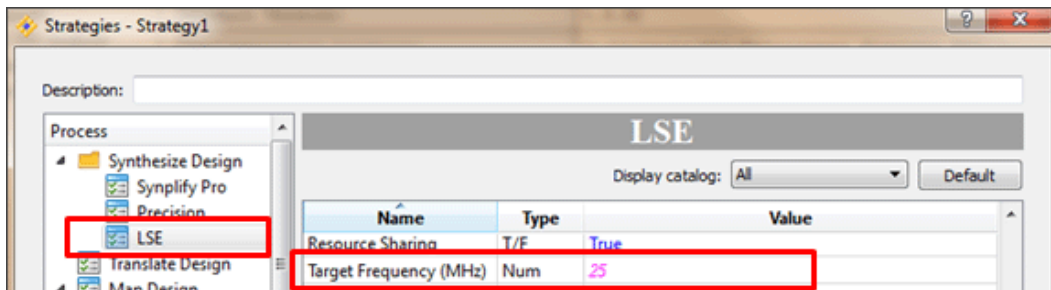 Strategies - Strategy1
Description:
Process
LSE
Synthesize Design
Synplify Pro
Display catalog: All Default
Precision
Name Type Value
LSE
Resource Sharing T/F True
Translate Design
Target Frequency (MHz) Num 25
Map Design